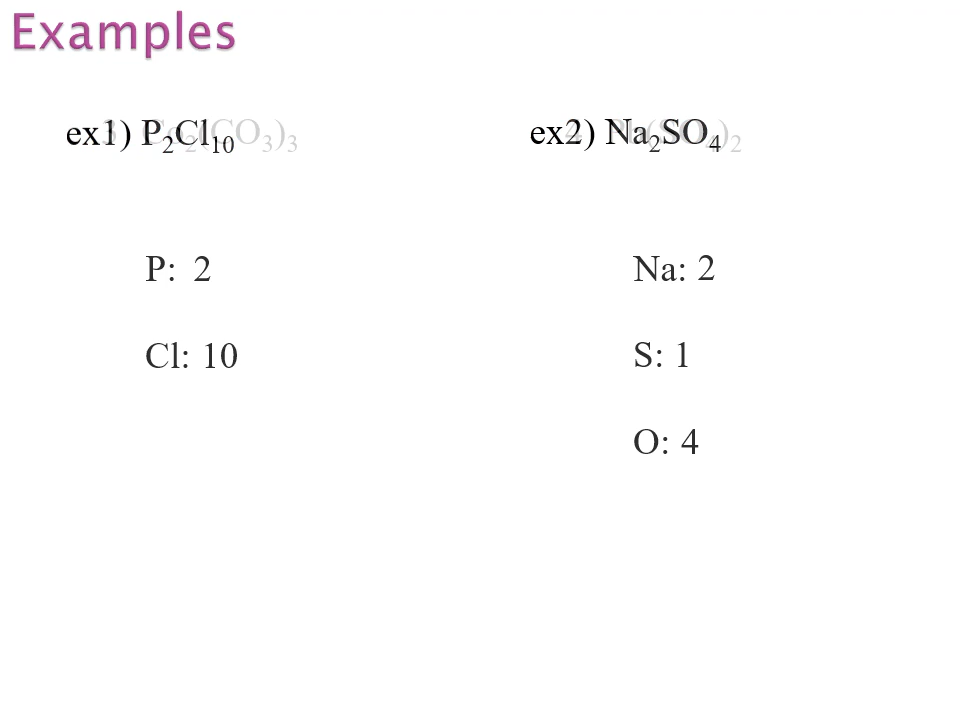 Examples
ex1) P₂Cl₁₀
ex2) Na₂SO₄
P: 2
Na: 2
Cl: 10
S: 1
O: 4